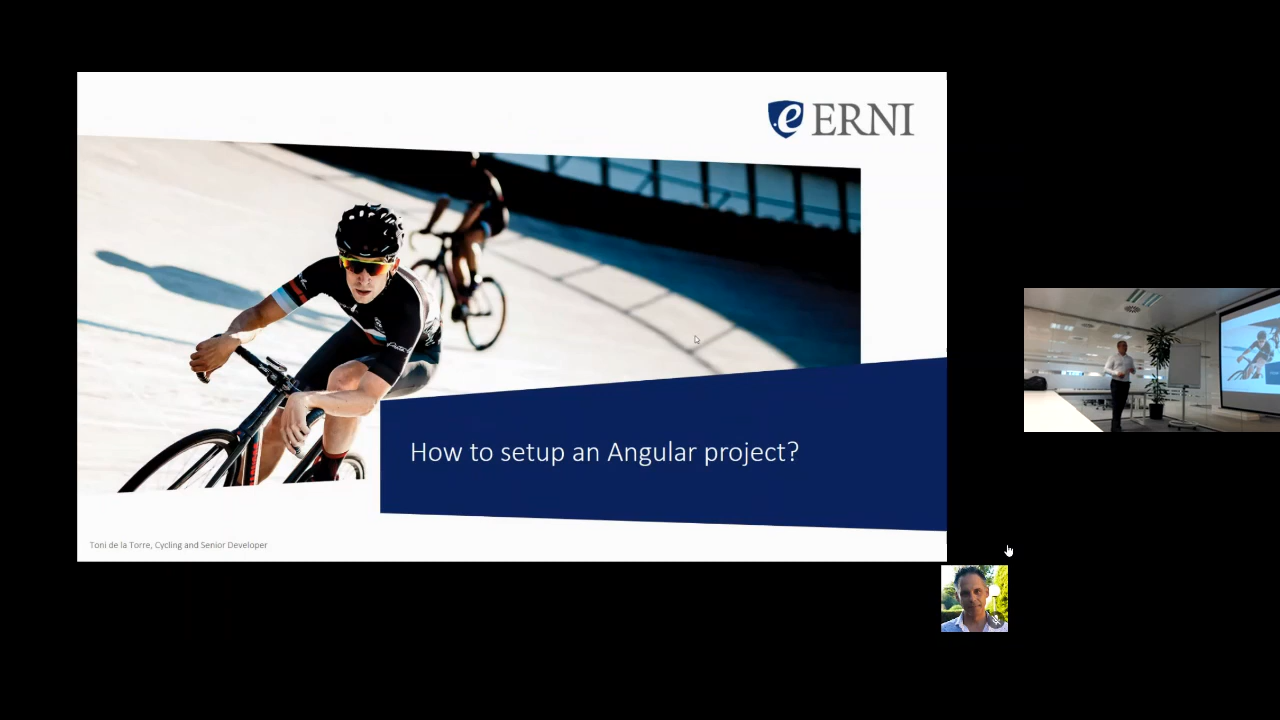 ERNI
How to setup an Angular project?
Toni de la Torre, Cycling and Senior Developer